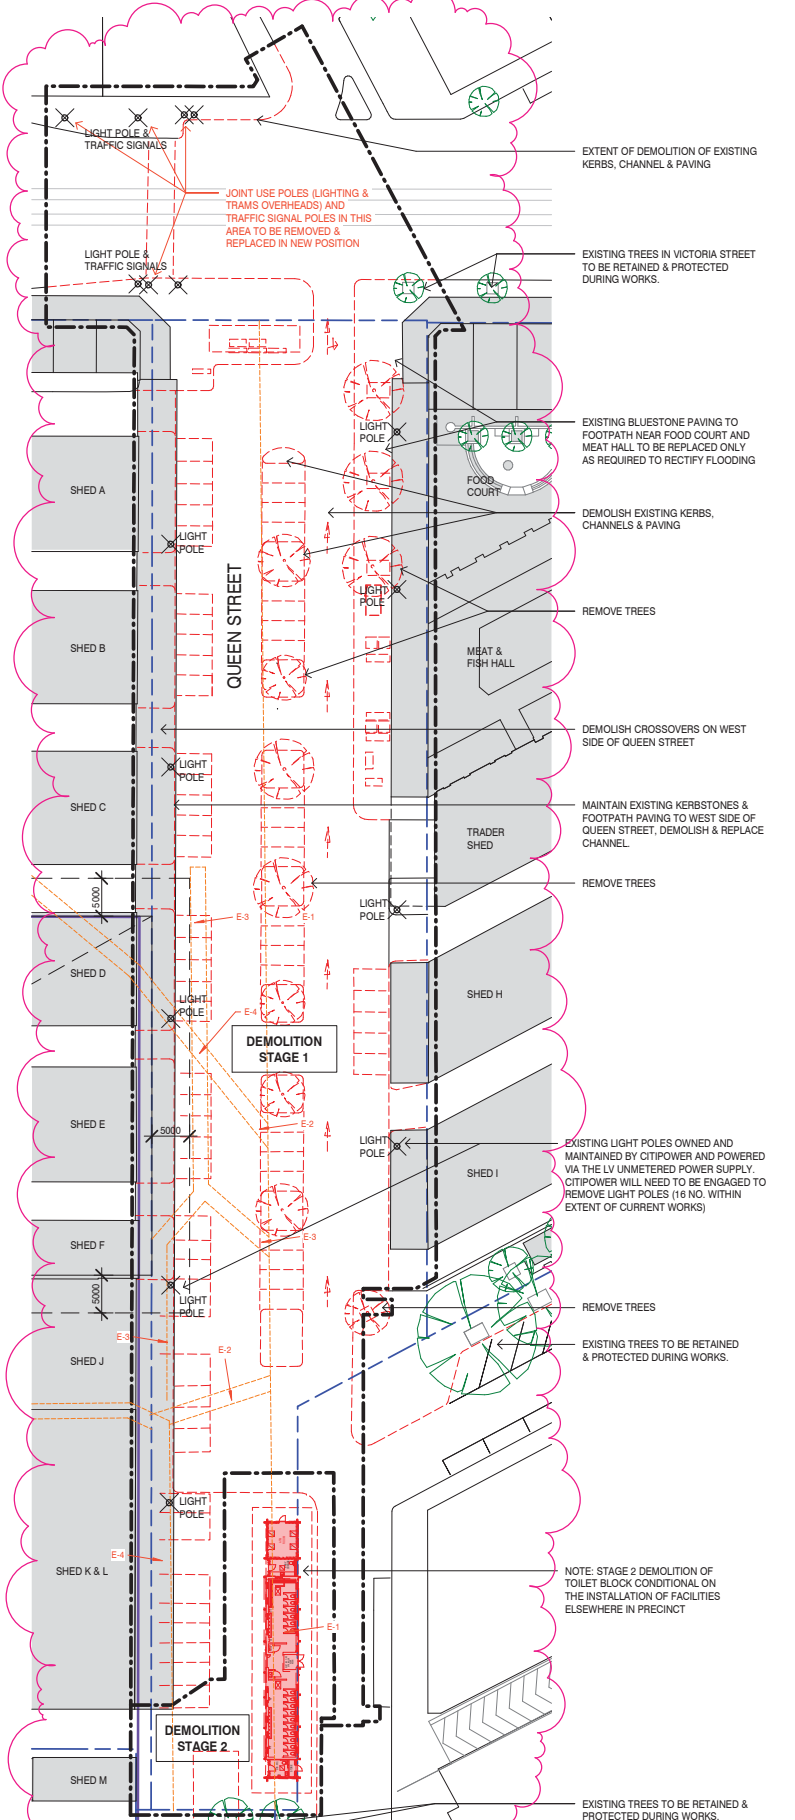 EXTENT OF DEMOLITION OF EXISTING
KERBS, CHANNEL & PAVING
LIGHT POLE &
TRAFFIC SIGNALS
JOINT USE POLES (LIGHTING &
TRAMS OVERHEADS) AND
TRAFFIC SIGNAL POLES IN THIS
AREA TO BE REMOVED &
REPLACED IN NEW POSITION
LIGHT POLE &
TRAFFIC SIGNALS
EXISTING TREES IN VICTORIA STREET
TO BE RETAINED & PROTECTED
DURING WORKS.
EXISTING BLUESTONE PAVING TO
FOOTPATH NEAR FOOD COURT AND
MEAT HALL TO BE REPLACED ONLY
AS REQUIRED TO RECTIFY FLOODING
LIGHT
POLE
FOOD
COURT
SHED A
DEMOLISH EXISTING KERBS,
CHANNELS & PAVING
LIGHT
POLE
QUEEN STREET
LIGHT
POLE
REMOVE TREES
SHED B
MEAT &
FISH HALL
DEMOLISH CROSSOVERS ON WEST
SIDE OF QUEEN STREET
LIGHT
POLE
SHED C
MAINTAIN EXISTING KERBSTONES &
FOOTPATH PAVING TO WEST SIDE OF
QUEEN STREET, DEMOLISH & REPLACE
CHANNEL.
TRADER
SHED
REMOVE TREES
5000
LIGHT
POLE
E-3
E-1
SHED D
SHED H
LIGHT
POLE
E-4
DEMOLITION
STAGE 1
SHED E
E-2
5000
LIGHT
POLE
EXISTING LIGHT POLES OWNED AND
MAINTAINED BY CITIPOWER AND POWERED
VIA THE LV UNMETERED POWER SUPPLY.
CITIPOWER WILL NEED TO BE ENGAGED TO
REMOVE LIGHT POLES (16 NO. WITHIN
EXTENT OF CURRENT WORKS)
SHED I
SHED F
E-3
5000
LIGHT
POLE
REMOVE TREES
E-3
EXISTING TREES TO BE RETAINED
& PROTECTED DURING WORKS.
SHED J
E-2
LIGHT
POLE
E-4
SHED K & L
NOTE: STAGE 2 DEMOLITION OF
TOILET BLOCK CONDITIONAL ON
THE INSTALLATION OF FACILITIES
ELSEWHERE IN PRECINCT
E-1
DEMOLITION
STAGE 2
SHED M
EXISTING TREES TO BE RETAINED &
PROTECTED DURING WORKS.